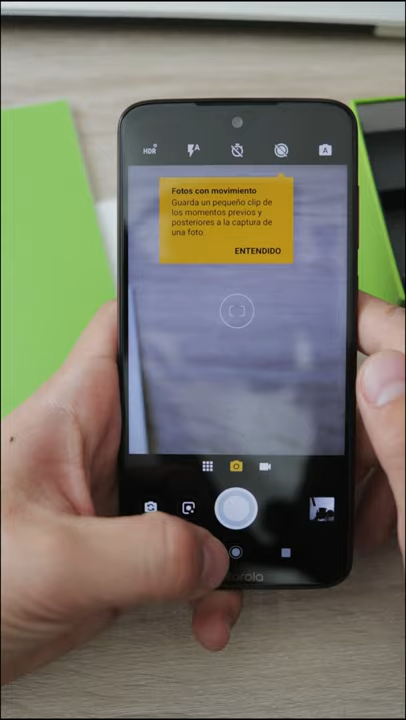 HDR
A
A
Fotos con movimiento
Guarda un pequeño clip de
los momentos previos y
posteriores a la captura de
una foto.
ENTENDIDO